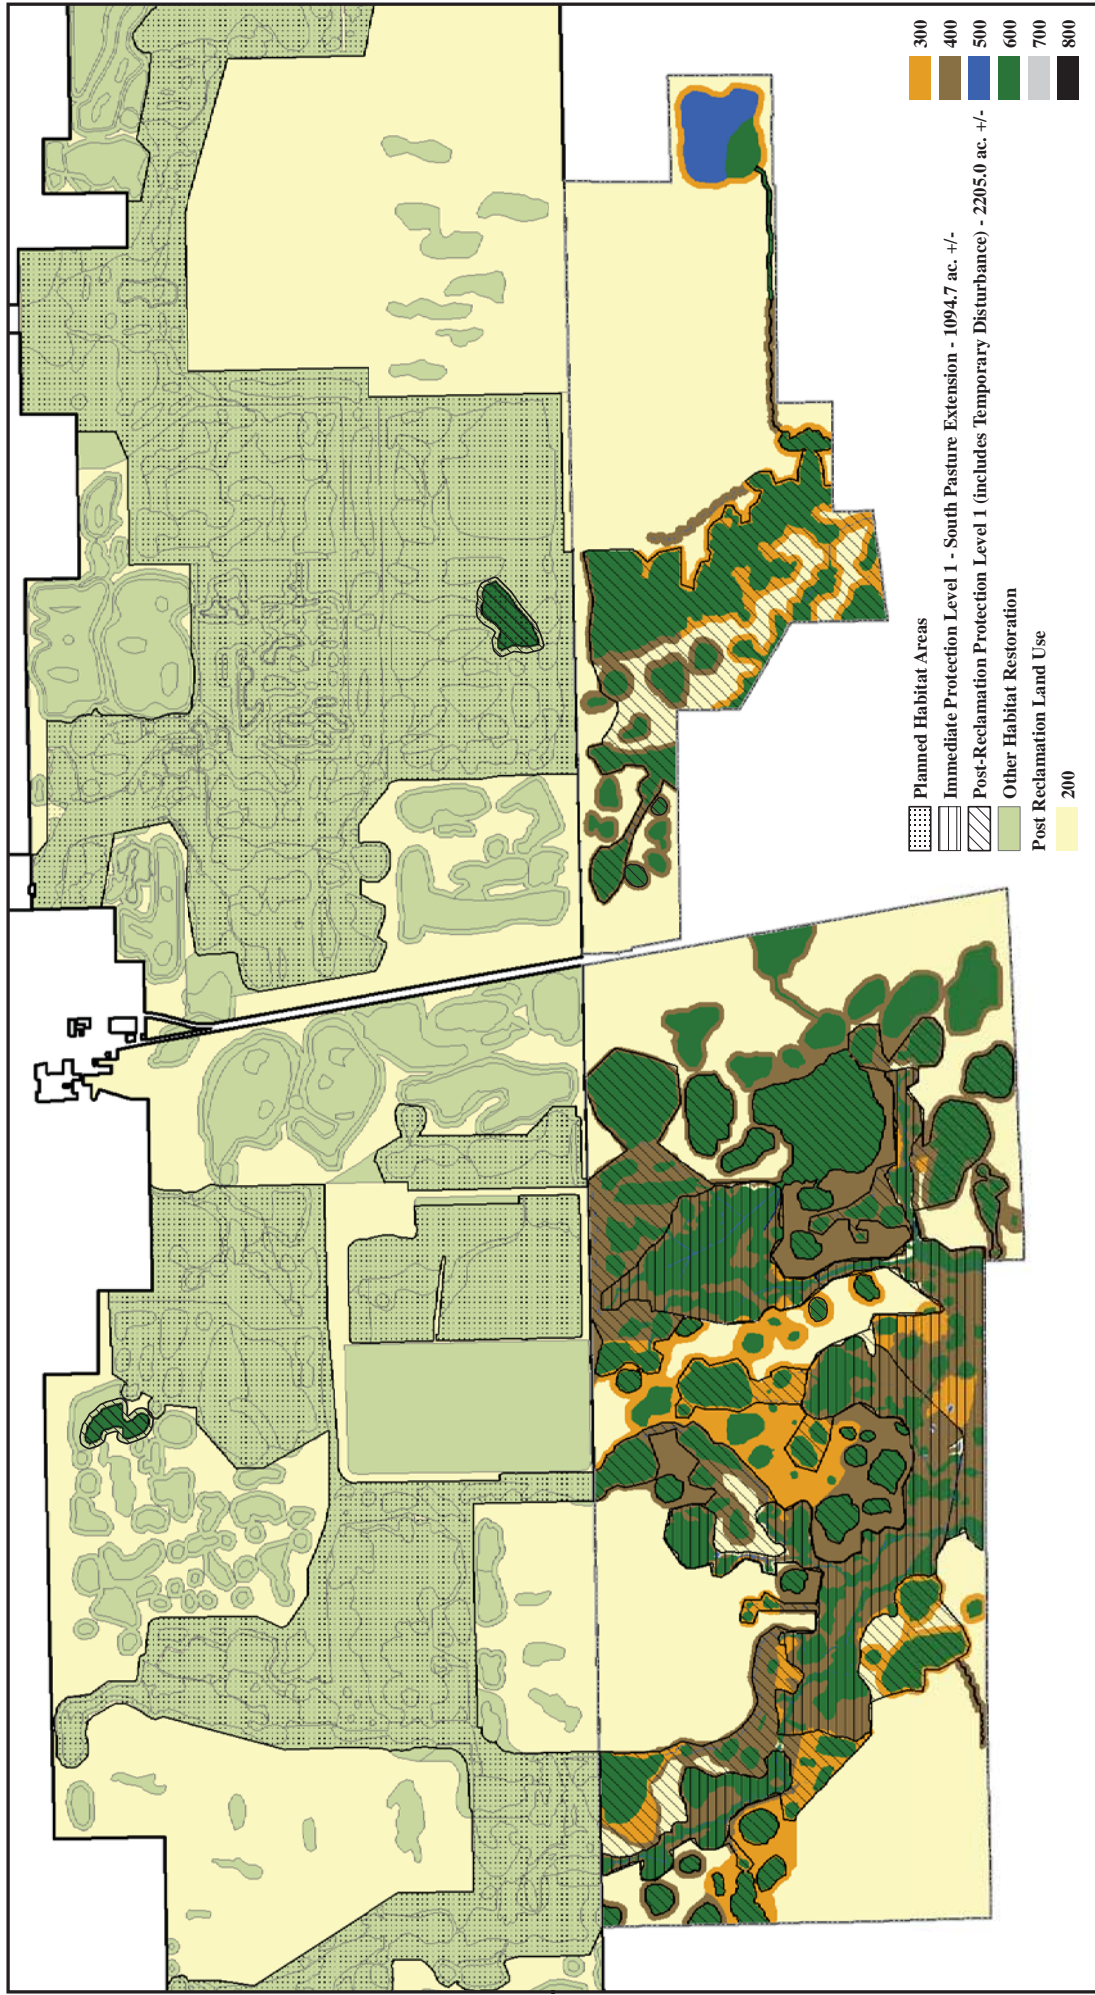 Planned Habitat Areas
Immediate Protection Level 1 - South Pasture Extension - 1094.7 ac. +/-
Post-Reclamation Protection Level 1 (includes Temporary Disturbance) - 2205.0 ac. +/-
Other Habitat Restoration
Post Reclamation Land Use
200
300
400
500
600
700
800